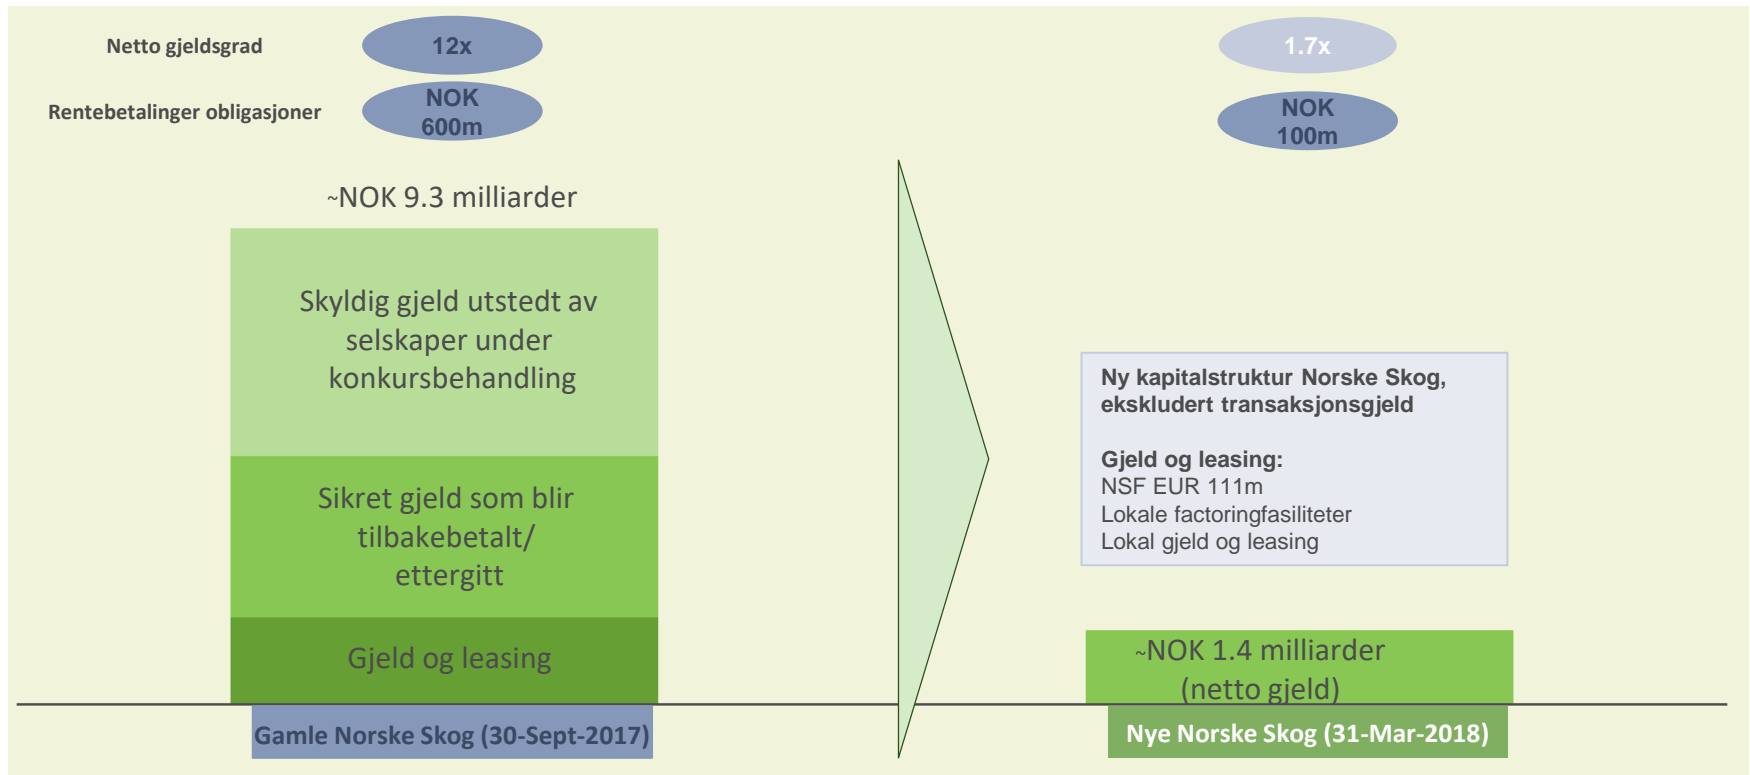 Netto gjeldsgrad
12x
1.7x
Rentebetalinger obligasjoner
NOK
600m
NOK
100m
~NOK 9.3 milliarder
Skyldig gjeld utstedt av
selskaper under
konkursbehandling
Sikret gjeld som blir
tilbakebetalt/
ettergitt
Gjeld og leasing
Gamle Norske Skog (30-Sept-2017)
Ny kapitalstruktur Norske Skog,
ekskludert transaksjonsgjeld
Gjeld og leasing:
NSF EUR 111m
Lokale factoringfasiliteter
Lokal gjeld og leasing
~NOK 1.4 milliarder
(netto gjeld)
Nye Norske Skog (31-Mar-2018)